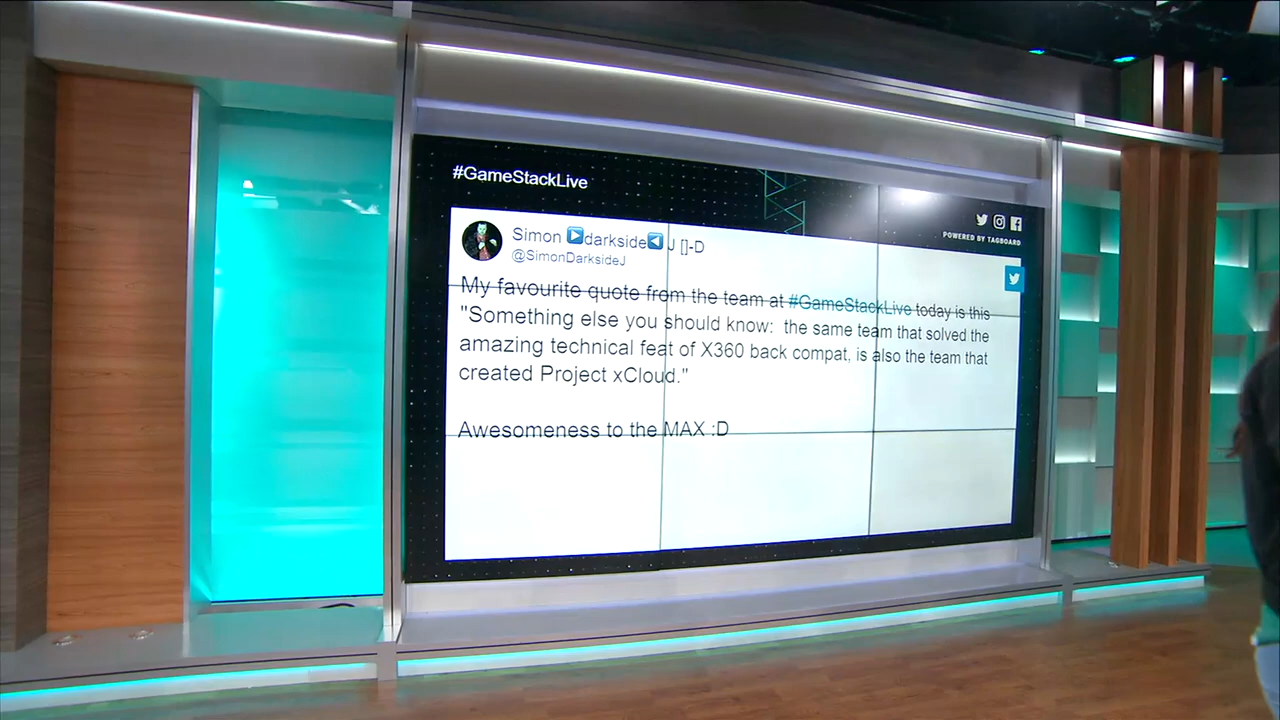 #GameStackLive
POWERED BY TAGBOARD
Simon ▶darkside◀ J []-D
@SimonDarksideJ
My favourite quote from the team at #GameStackLive today is this
"Something else you should know:  the same team that solved the
amazing technical feat of X360 back compat, is also the team that
created Project xCloud."
Awesomeness to the MAX :D